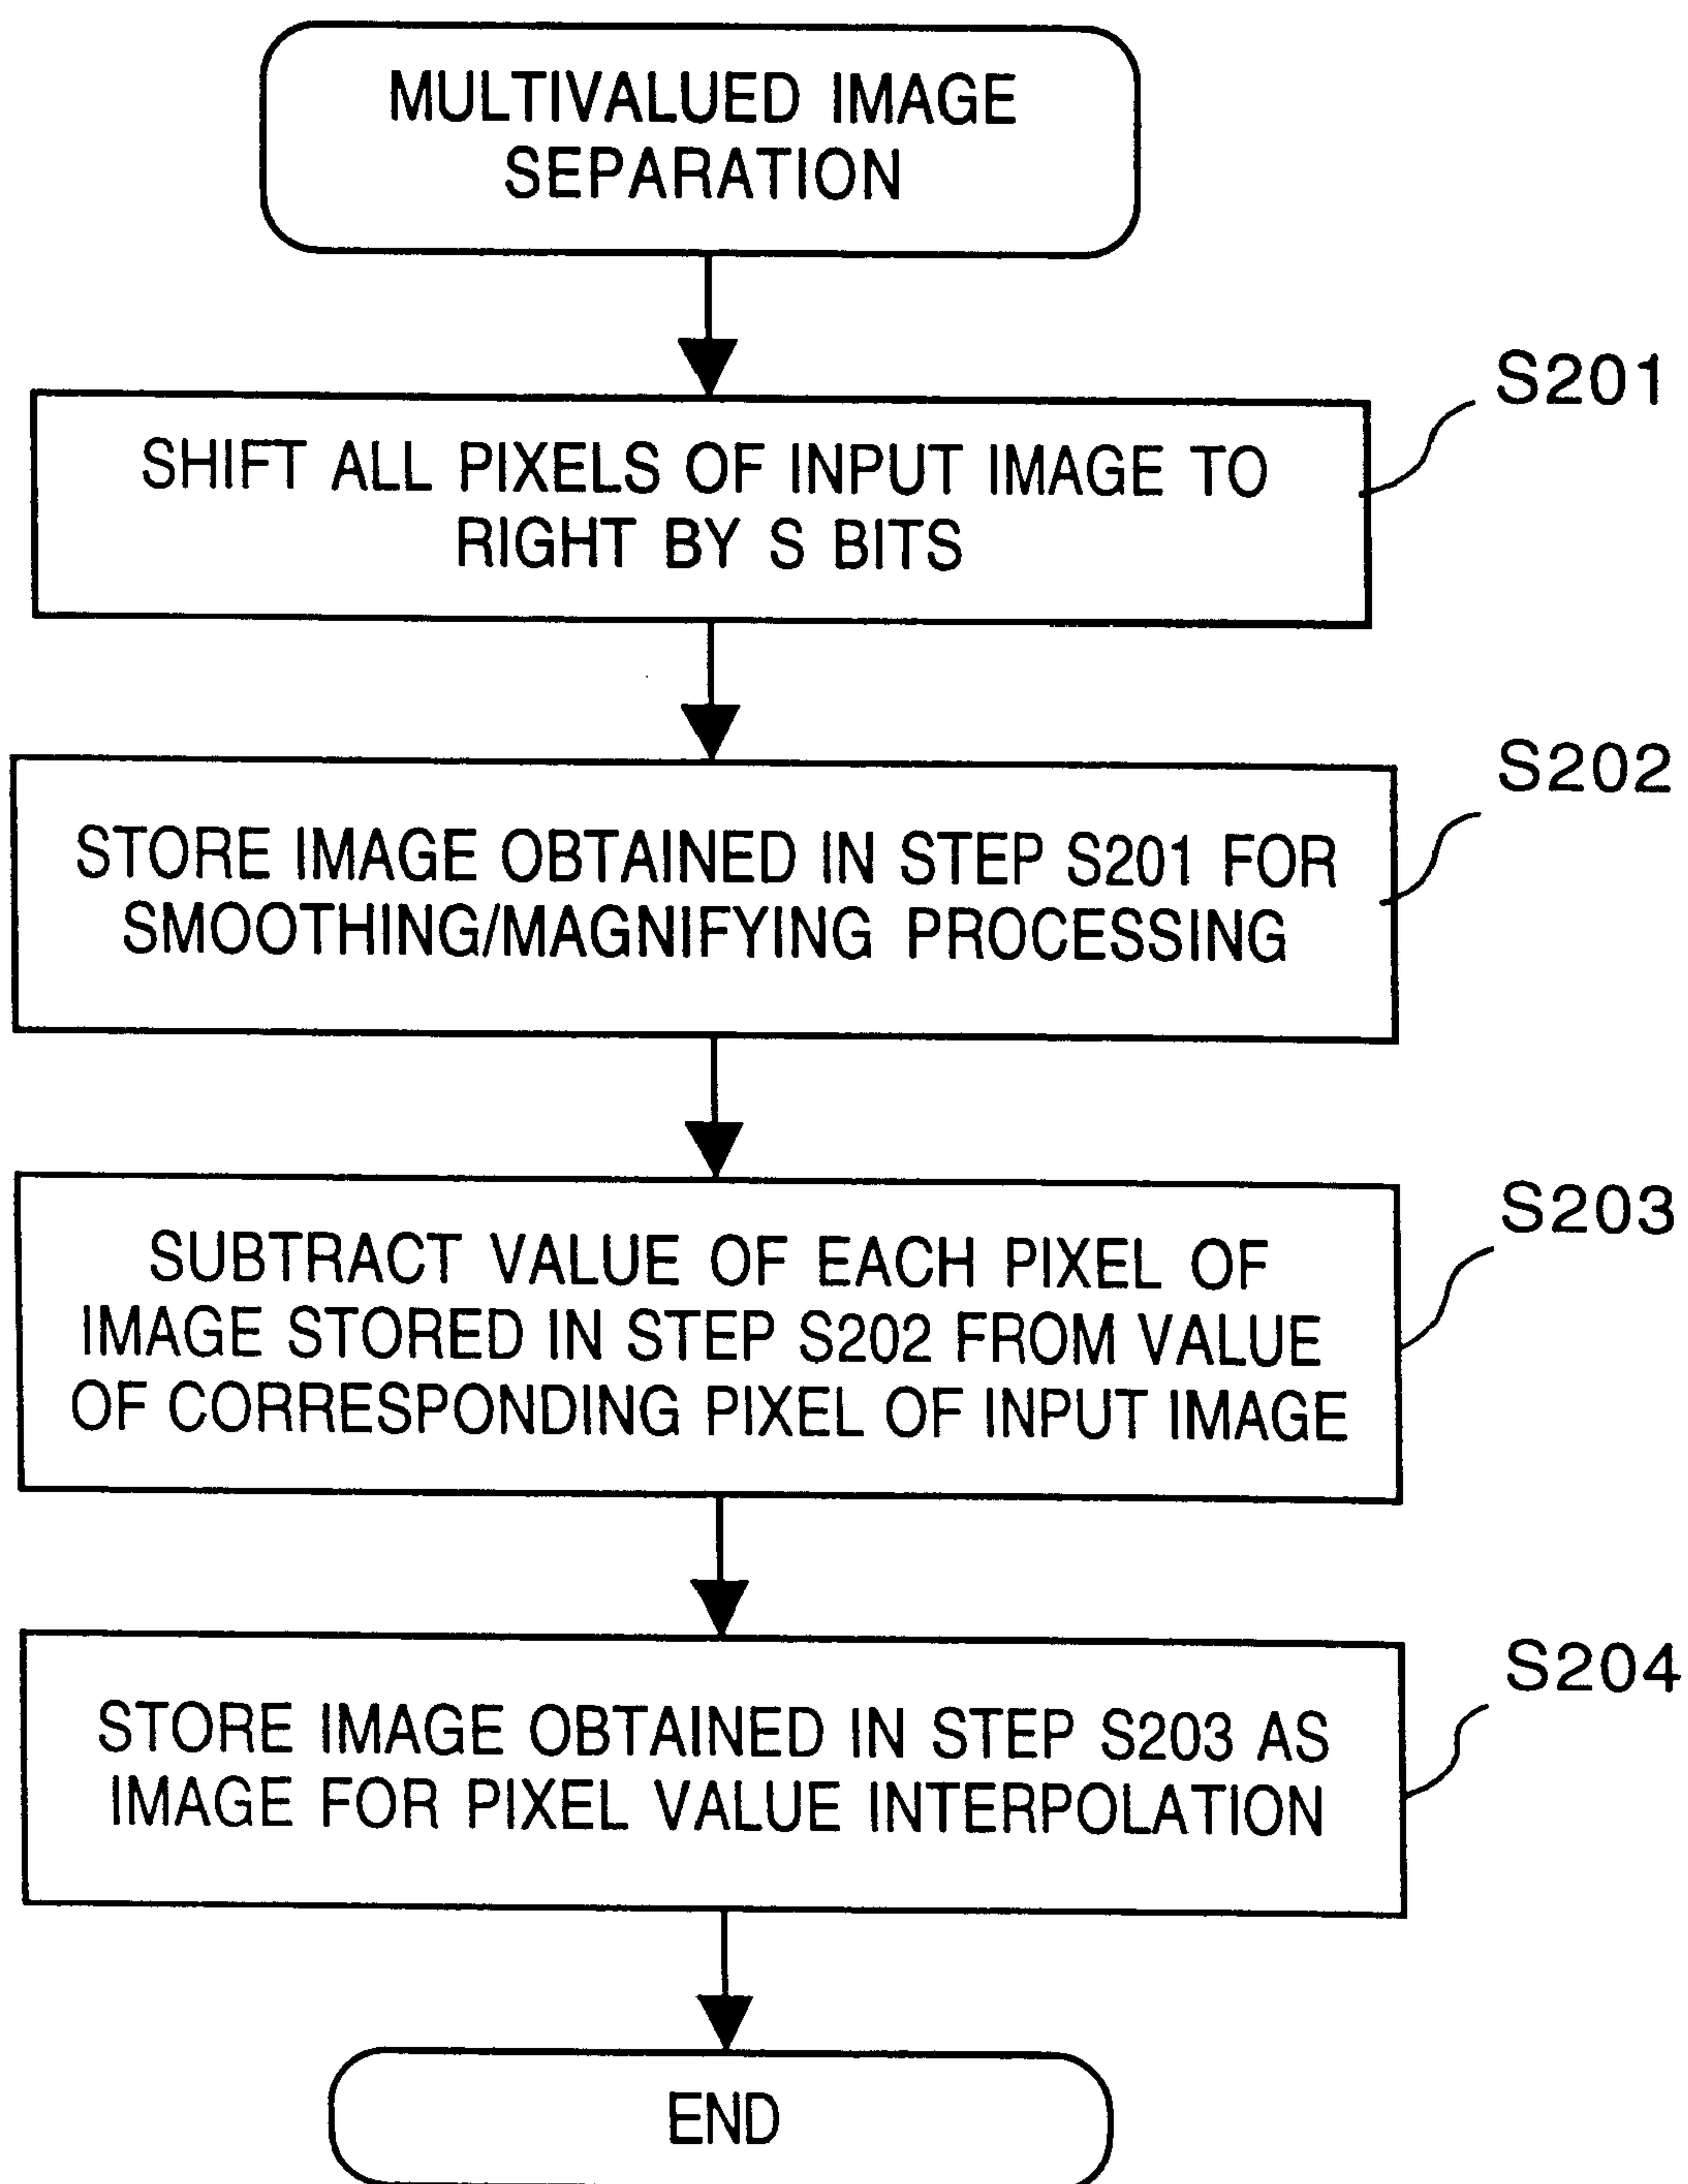 MULTIVALUED IMAGE
SEPARATION
S201
SHIFT ALL PIXELS OF INPUT IMAGE TO
RIGHT BY S BITS
S202
STORE IMAGE OBTAINED IN STEP S201 FOR
SMOOTHING/MAGNIFYING PROCESSING
S203
SUBTRACT VALUE OF EACH PIXEL OF
IMAGE STORED IN STEP S202 FROM VALUE
OF CORRESPONDING PIXEL OF INPUT IMAGE
S204
STORE IMAGE OBTAINED IN STEP S203 AS
IMAGE FOR PIXEL VALUE INTERPOLATION
END